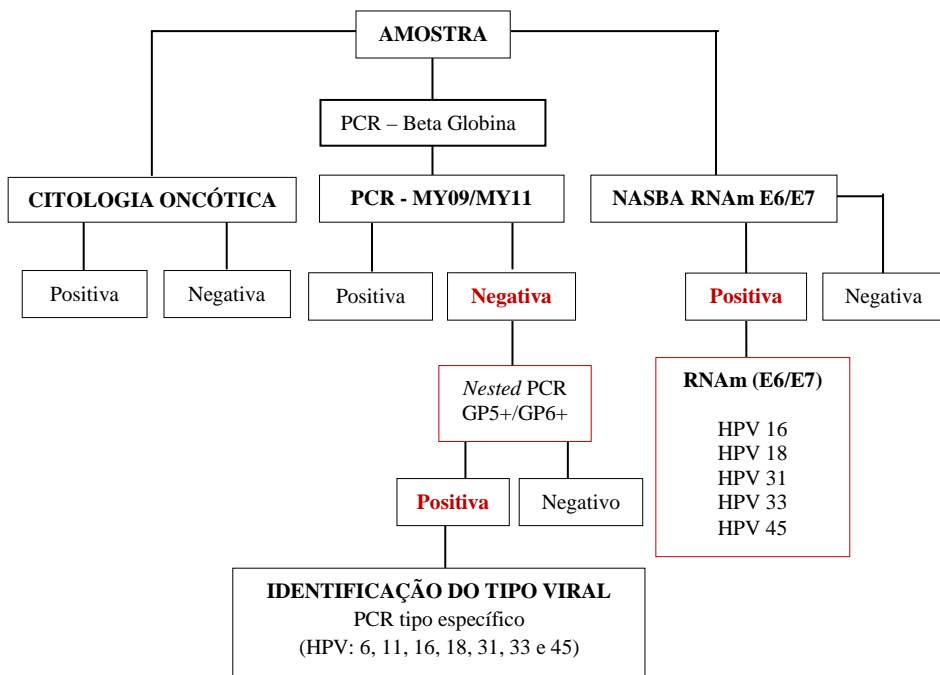 AMOSTRA
PCR – Beta Globina
CITOLOGIA ONCÓTICA
PCR - MY09/MY11
NASBA RNAm E6/E7
Positiva
Negativa
Positiva
Negativa
Positiva
Negativa
Nested PCR
GP5+/GP6+
RNAm (E6/E7)
HPV 16
HPV 18
HPV 31
HPV 33
HPV 45
Positiva
Negativo
IDENTIFICAÇÃO DO TIPO VIRAL
PCR tipo específico
(HPV: 6, 11, 16, 18, 31, 33 e 45)